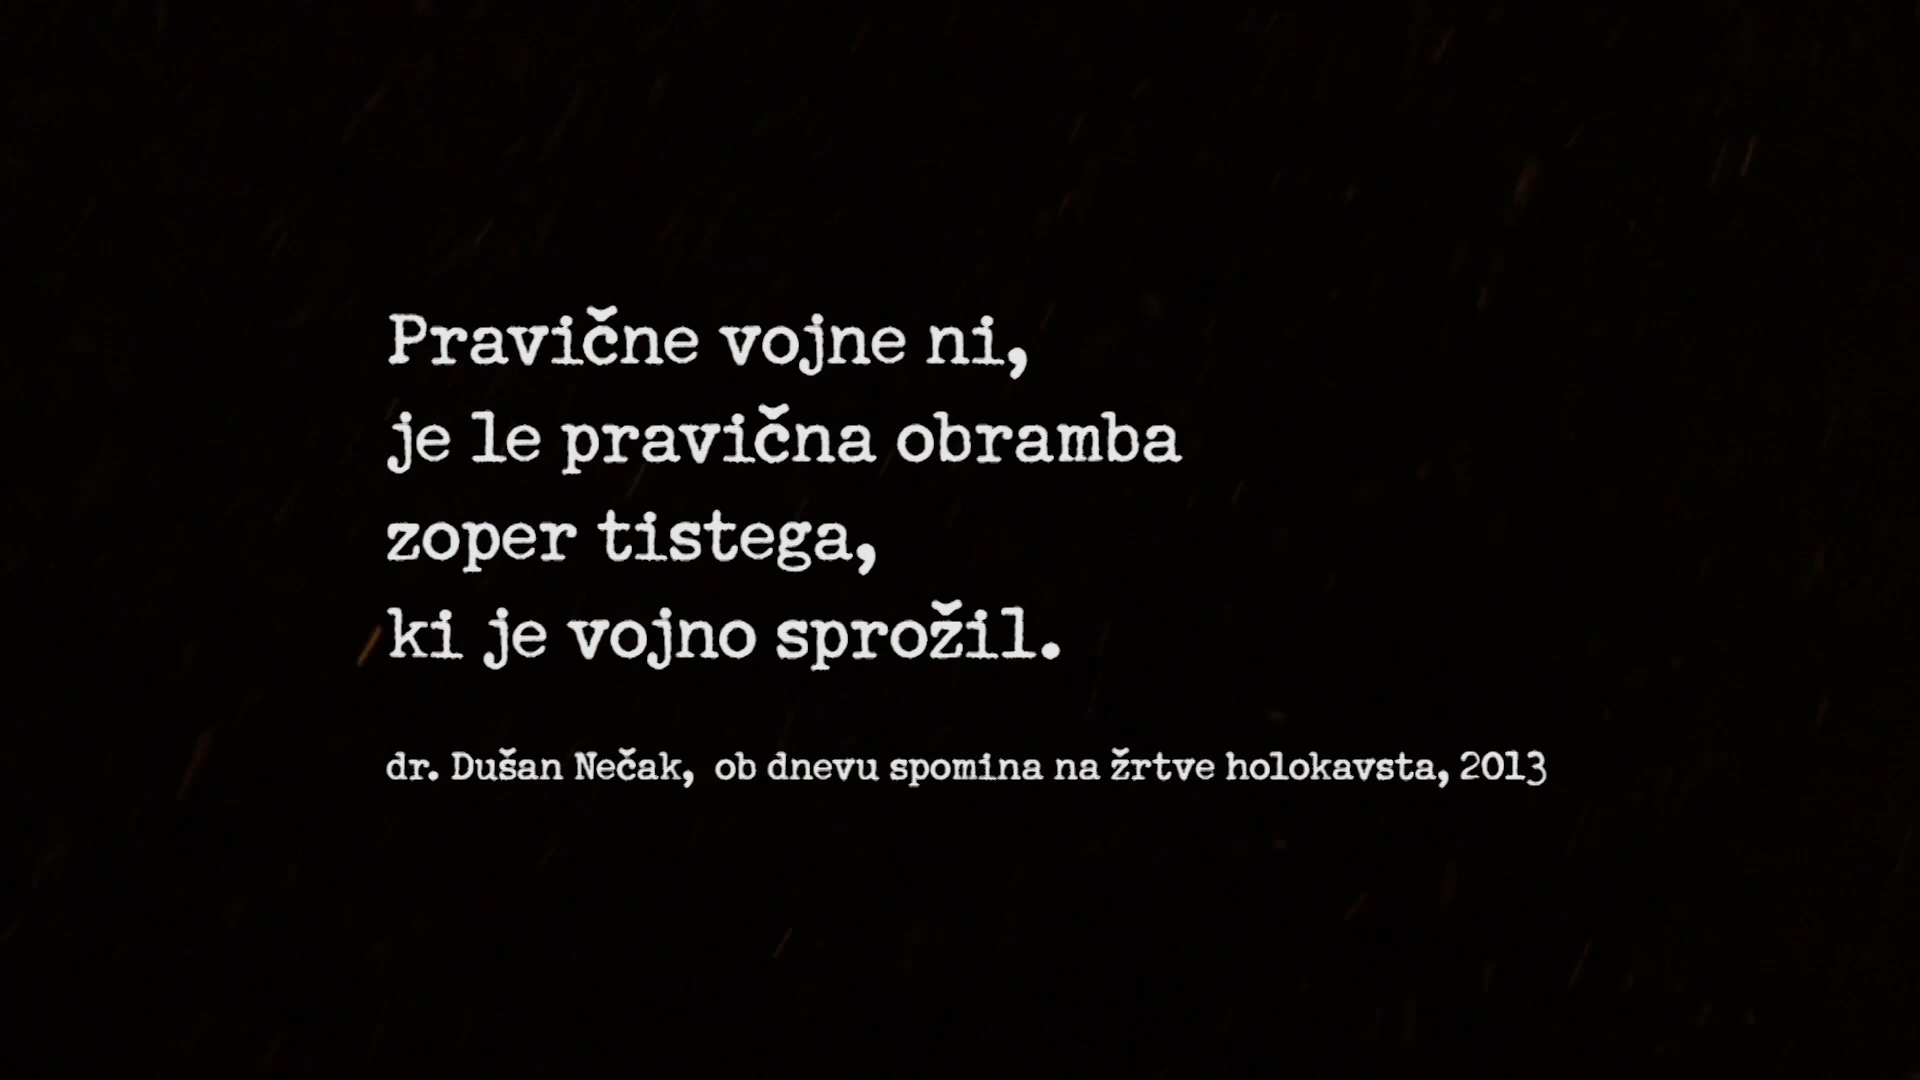 Pravične vojne ni,
je le pravična obramba
zoper tistega,
ki je vojno sprožil.
dr. Dušan Nečak, ob dnevu spomina na žrtve holokavsta, 2013